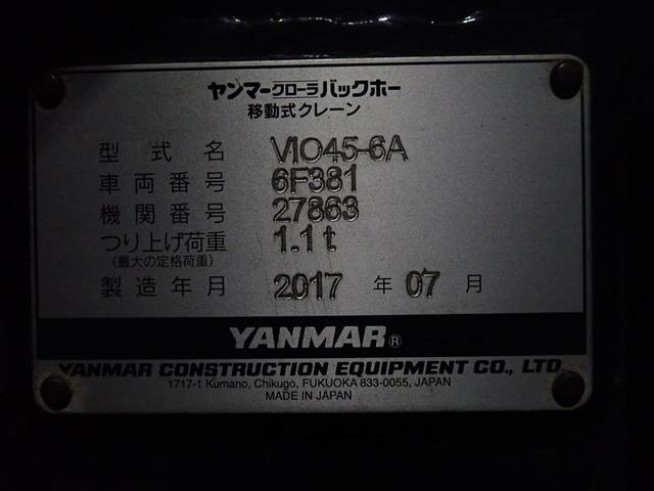 ヤンマークローラバックホー
移動式クレーン
型式名 VIO45-6A
車両番号 6F381
機関番号 27863
つり上げ荷重 1.1t
(最大の定格荷重)
製造年月 2017 年 07 月
YANMAR®
YANMAR CONSTRUCTION EQUIPMENT CO., LTD.
1717-1 Kumano, Chikugo, FUKUOKA 833-0055, JAPAN
MADE IN JAPAN